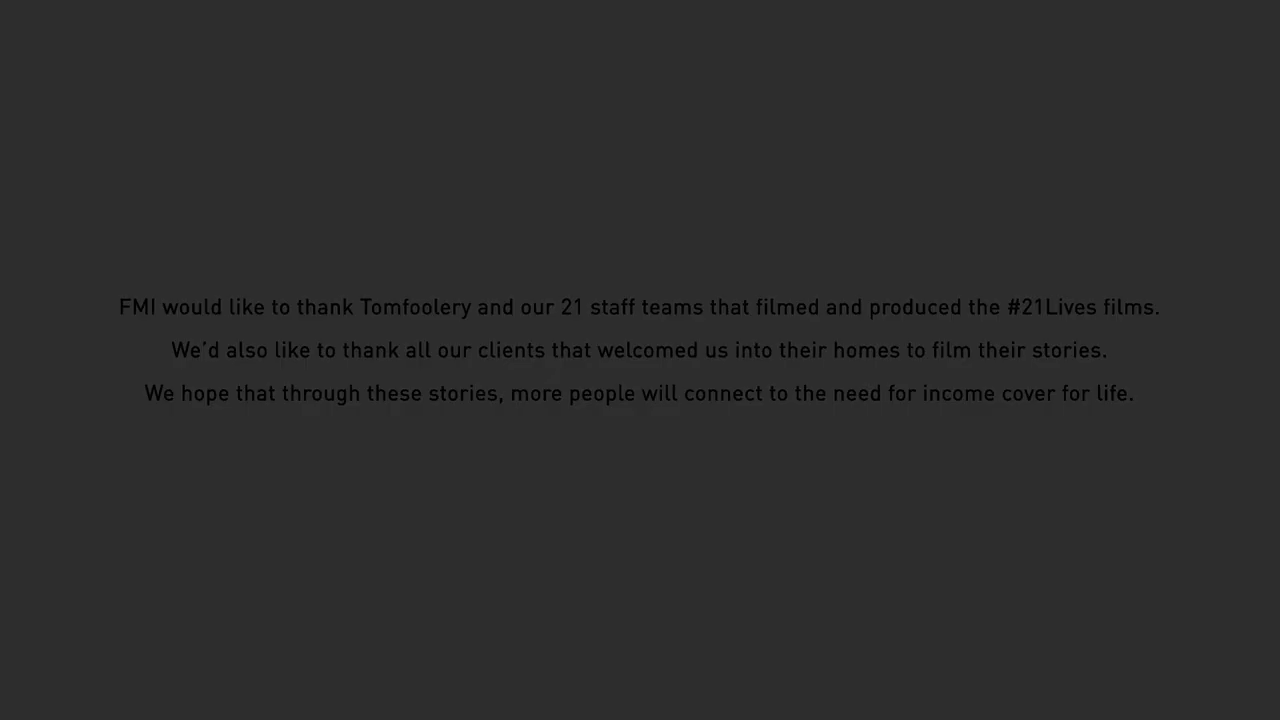 FMI would like to thank Tomfoolery and our 21 staff teams that filmed and produced the #21Lives films.
We’d also like to thank all our clients that welcomed us into their homes to film their stories.
We hope that through these stories, more people will connect to the need for income cover for life.